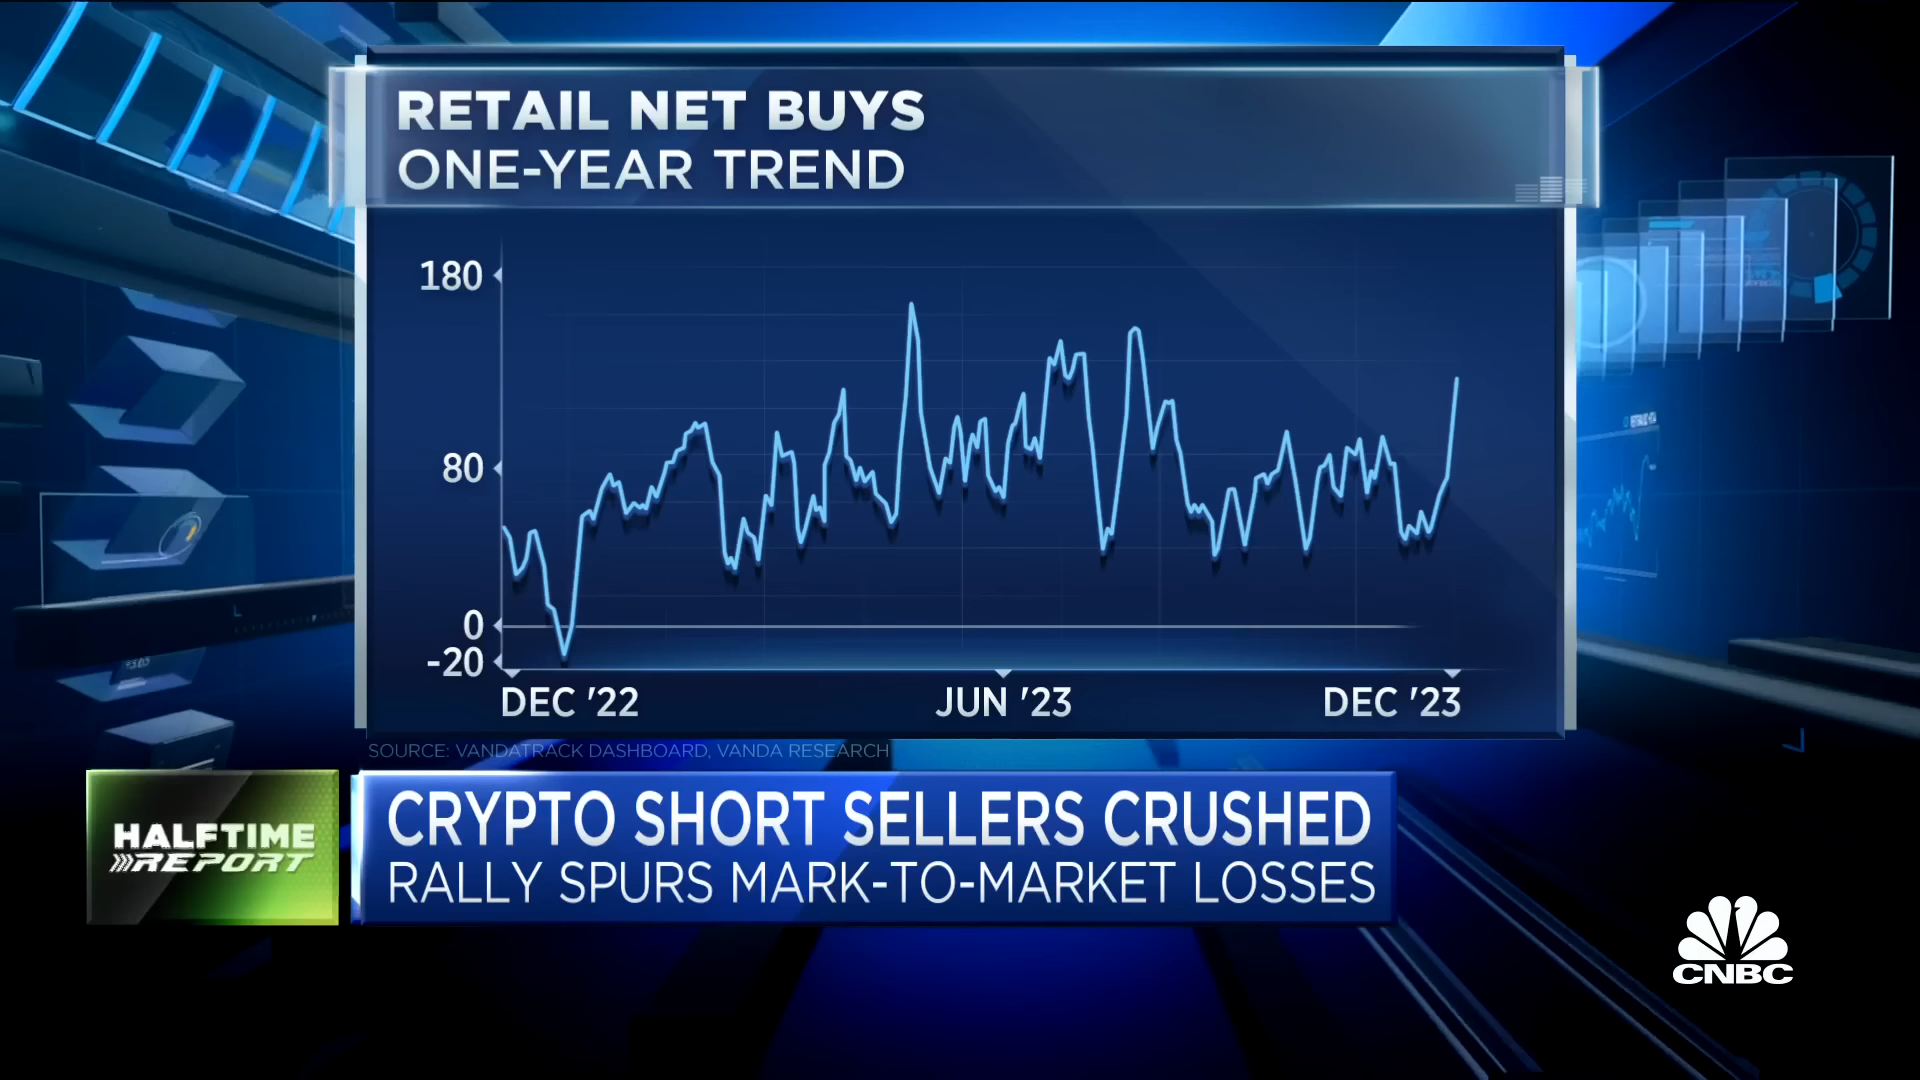 RETAIL NET BUYS
ONE-YEAR TREND
180
80
0
-20
DEC '22
JUN '23
DEC '23
SOURCE: VANDATRACK DASHBOARD, VANDA RESEARCH
HALFTIME
REPORT
CRYPTO SHORT SELLERS CRUSHED
RALLY SPURS MARK-TO-MARKET LOSSES
CNBC